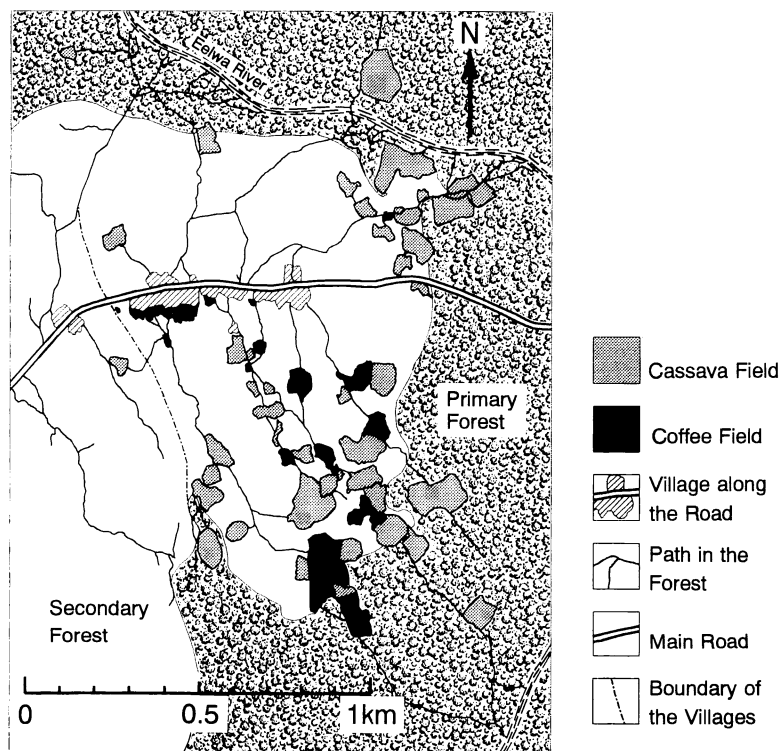 N
Eelwa River
Primary
Forest
Secondary
Forest
0
0.5
1km
Cassava Field
Coffee Field
Village along
the Road
Path in the
Forest
Main Road
Boundary of
the Villages